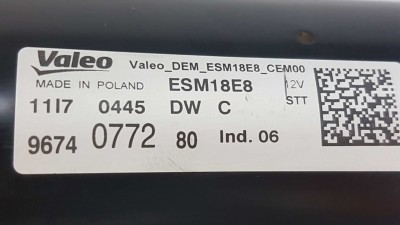 Valeo Valeo_DEM_ESM18E8_CEM00
MADE IN POLAND ESM18E8 12V
11I7 0445 DW C STT
9674 0772 80 Ind. 06